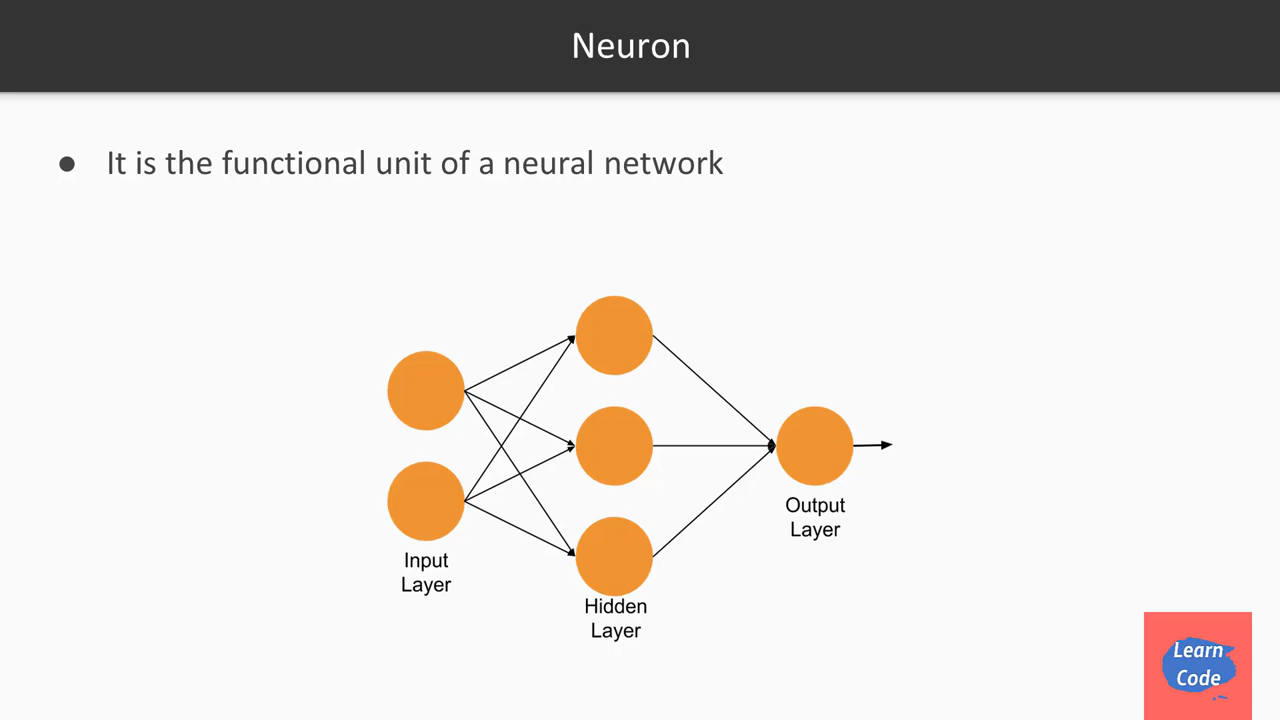 Neuron
● It is the functional unit of a neural network
Input
Layer
Hidden
Layer
Output
Layer
Learn
Code